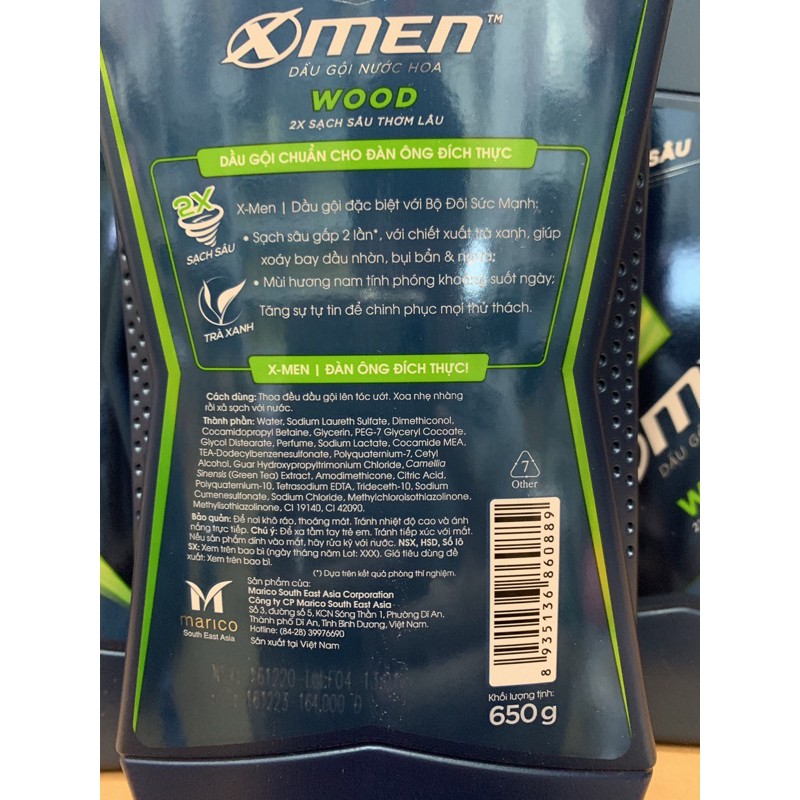 XMEN™
DẦU GỘI NƯỚC HOA
WOOD
2X SẠCH SÂU THƠM LÂU
DẦU GỘI CHUẨN CHO ĐÀN ÔNG ĐÍCH THỰC
SÂU
2X
SẠCH SÂU
X-Men | Dầu gội đặc biệt với Bộ Đôi Sức Mạnh:
• Sạch sâu gấp 2 lần*, với chiết xuất trà xanh, giúp
xoáy bay dầu nhờn, bụi bẩn &
• Mùi hương nam tính phóng khoáng suốt ngày;
Tăng sự tự tin để chinh phục mọi thử thách.
TRÀ XANH
X-MEN | ĐÀN ÔNG ĐÍCH THỰC!
Cách dùng: Thoa đều dầu gội lên tóc ướt. Xoa nhẹ nhàng
rồi xả sạch với nước.
Thành phần: Water, Sodium Laureth Sulfate, Dimethiconol,
Cocamidopropyl Betaine, Glycerin, PEG-7 Glyceryl Cocoate,
Glycol Distearate, Perfume, Sodium Lactate, Cocamide MEA,
TEA-Dodecylbenzenesulfonate, Polyquaternium-7, Cetyl
Alcohol, Guar Hydroxypropyltrimonium Chloride, Camellia
Sinensis (Green Tea) Extract, Amodimethicone, Citric Acid,
Polyquaternium-10, Tetrasodium EDTA, Trideceth-10, Sodium
Cumenesulfonate, Sodium Chloride, Methylchloroisothiazolinone,
Methylisothiazolinone, CI 19140, CI 42090.
Bảo quản: Để nơi khô ráo, thoáng mát. Tránh nhiệt độ cao và ánh
nắng trực tiếp. Chú ý: Để xa tầm tay trẻ em. Tránh tiếp xúc với mắt.
Nếu sản phẩm dính vào mắt, hãy rửa kỹ với nước. NSX, HSD, Số lô
SX: Xem trên bao bì (ngày tháng năm Lot: XXX). Giá tiêu dùng đề
xuất: Xem trên bao bì.
(*) Dựa trên kết quả phòng thí nghiệm.
marico
South East Asia
Sản phẩm của:
Marico South East Asia Corporation
Công ty CP Marico South East Asia
Số 3, đường số 5, KCN Sóng Thần 1, Phường Dĩ An,
Thành phố Dĩ An, Tỉnh Bình Dương, Việt Nam.
Hotline: (84-28) 39976690
Sản xuất tại Việt Nam
161220 Lot:F04
161223 164.000 Đ
7
Other
8 935136 860889
Khối lượng tịnh:
650g
DẦU GỘI